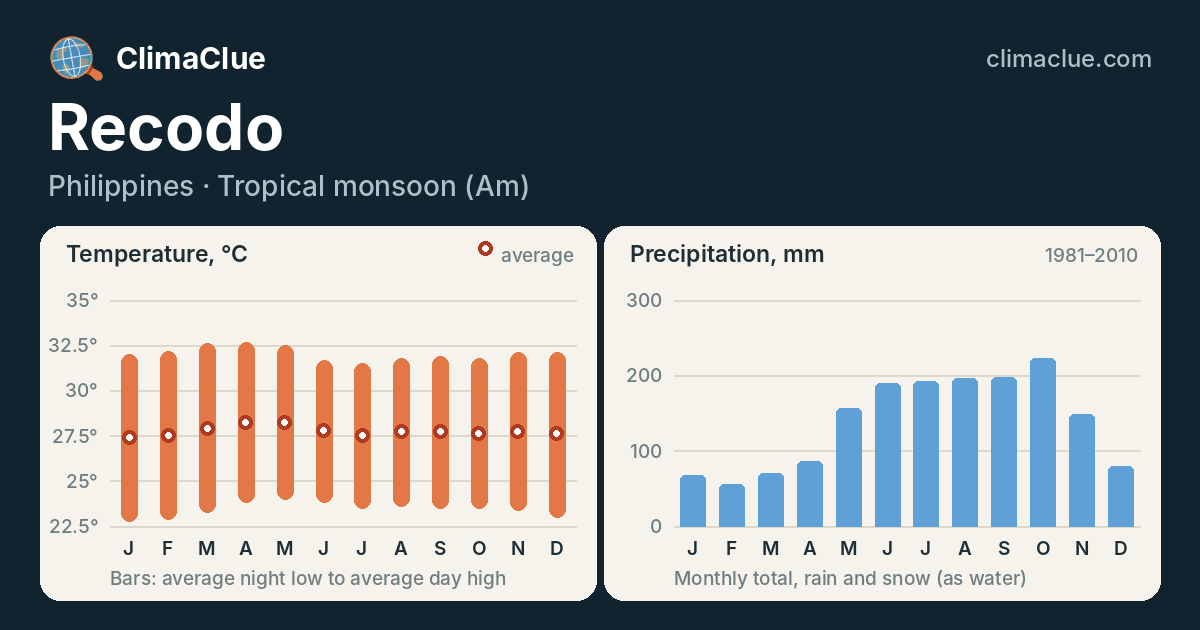 ClimaClue
climaclue.com
Recodo
Philippines · Tropical monsoon (Am)
Temperature, °C
average
35°
32.5°
30°
27.5°
25°
22.5°
J F M A M J J A S O N D
Bars: average night low to average day high
Precipitation, mm
1981–2010
300
200
100
0
J F M A M J J A S O N D
Monthly total, rain and snow (as water)